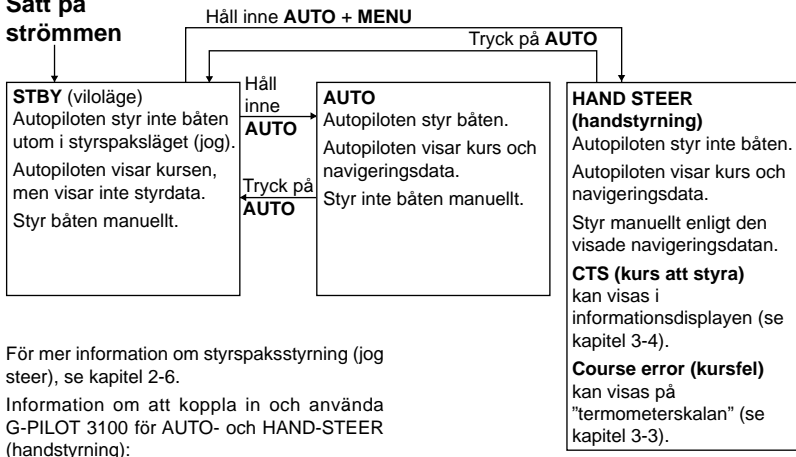 Sätt på
strömmen
Håll inne AUTO + MENU
Tryck på AUTO
STBY (viloläge)
Autopiloten styr inte båten
utom i styrspaksläget (jog).
Autopiloten visar kursen,
men visar inte styrdata.
Styr båten manuellt.
Håll
inne
AUTO
Tryck på
AUTO
AUTO
Autopiloten styr båten.
Autopiloten visar kurs och
navigeringsdata.
Styr inte båten manuellt.
HAND STEER
(handstyrning)
Autopiloten styr inte båten.
Autopiloten visar kurs och
navigeringsdata.
Styr manuellt enligt den
visade navigeringsdatan.
CTS (kurs att styra)
kan visas i
informationsdisplayen (se
kapitel 3-4).
Course error (kursfel)
kan visas på
”termometerskalan” (se
kapitel 3-3).
För mer information om styrspaksstyrning (jog
steer), se kapitel 2-6.
Information om att koppla in och använda
G-PILOT 3100 för AUTO- och HAND-STEER
(handstyrning):